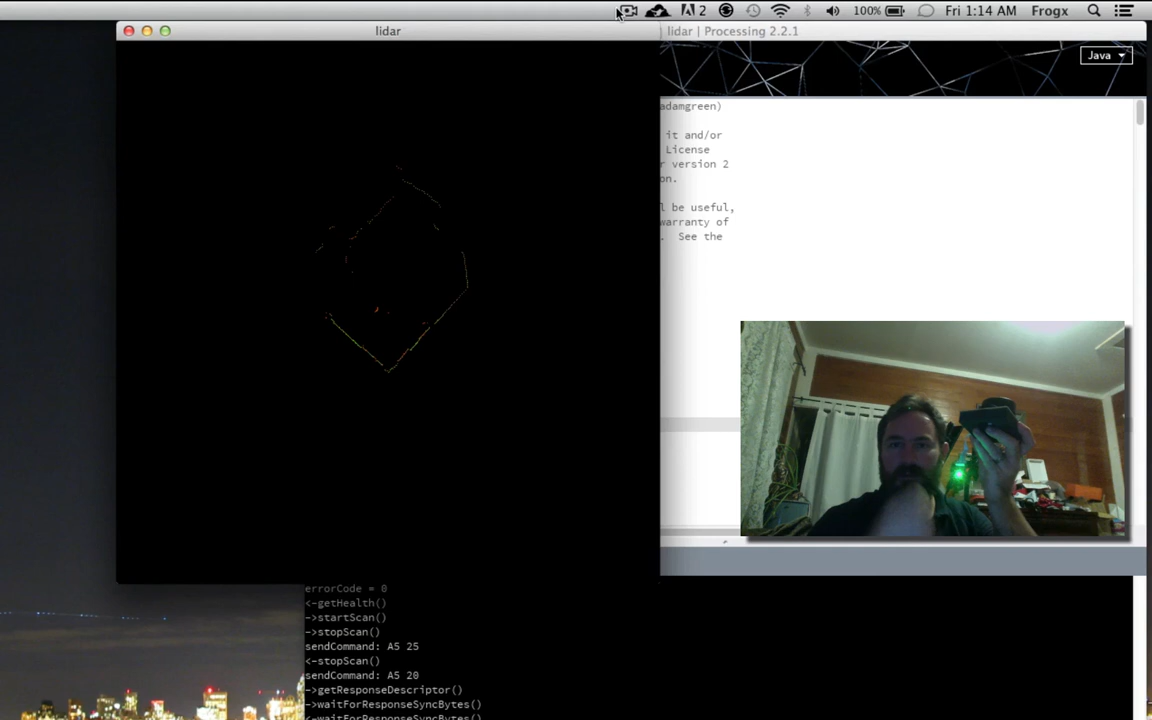 2
100%
Fri 1:14 AM
Frogx
lidar
lidar | Processing 2.2.1
Java
adamgreen)
it and/or
License
r version 2
on.
l be useful,
warranty of
. See the
errorCode = 0
<-getHealth()
->startScan()
->stopScan()
sendCommand: A5 25
<-stopScan()
sendCommand: A5 20
->getResponseDescriptor()
->waitForResponseSyncBytes()
<-waitForResponseSyncBytes()